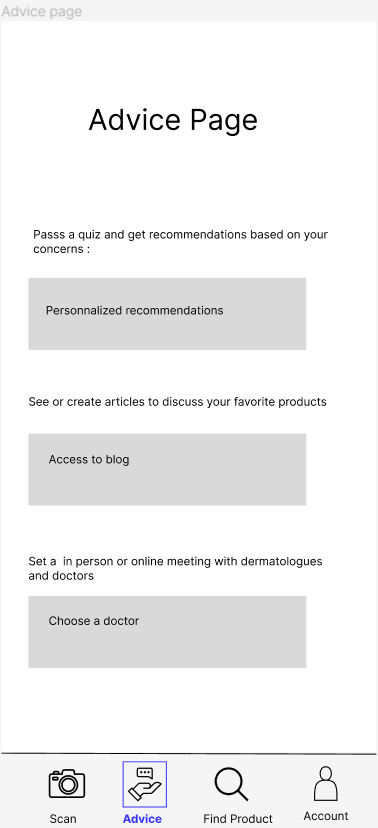 Advice page
Advice Page
Passs a quiz and get recommendations based on your
concerns :
Personnalized recommendations
See or create articles to discuss your favorite products
Access to blog
Set a  in person or online meeting with dermatologues
and doctors
Choose a doctor
Scan
Advice
Find Product
Account